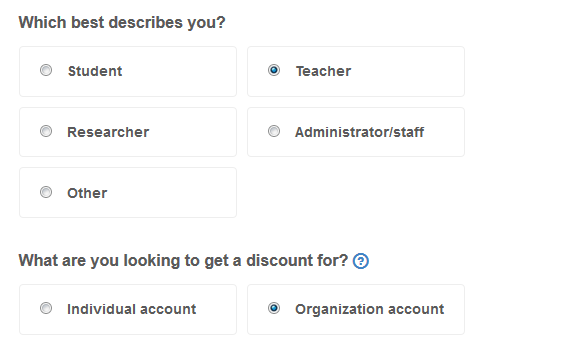 Which best describes you?
Student
Teacher
Researcher
Administrator/staff
Other
What are you looking to get a discount for? ?
Individual account
Organization account